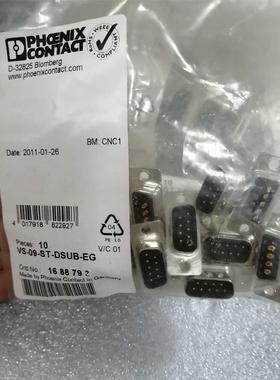 PHŒNIX
CONTACT
D-32825 Blomberg
www.phoenixcontact.com
RoHS
Date: 2011-01-26
BM: CNC1
4 017918 822927
04
PE-LD
Pieces: 10
V/C 01
VS-09-ST-DSUB-EG
Ord.No. 16 88 79 2
Made by Phoenix Contact in Germany